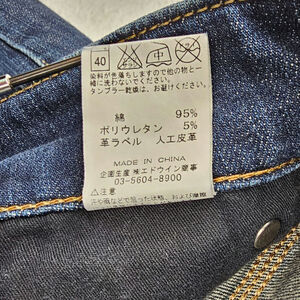 40
染料が色落ちしますので他の物と一
緒に洗わないでください。
タンブラー乾燥は、お避けください。
綿 95%
ポリウレタン 5%
革ラベル 人工皮革
MADE IN CHINA
企画生産 ㈱エドウイン商事
03-5604-8900
⚠注意